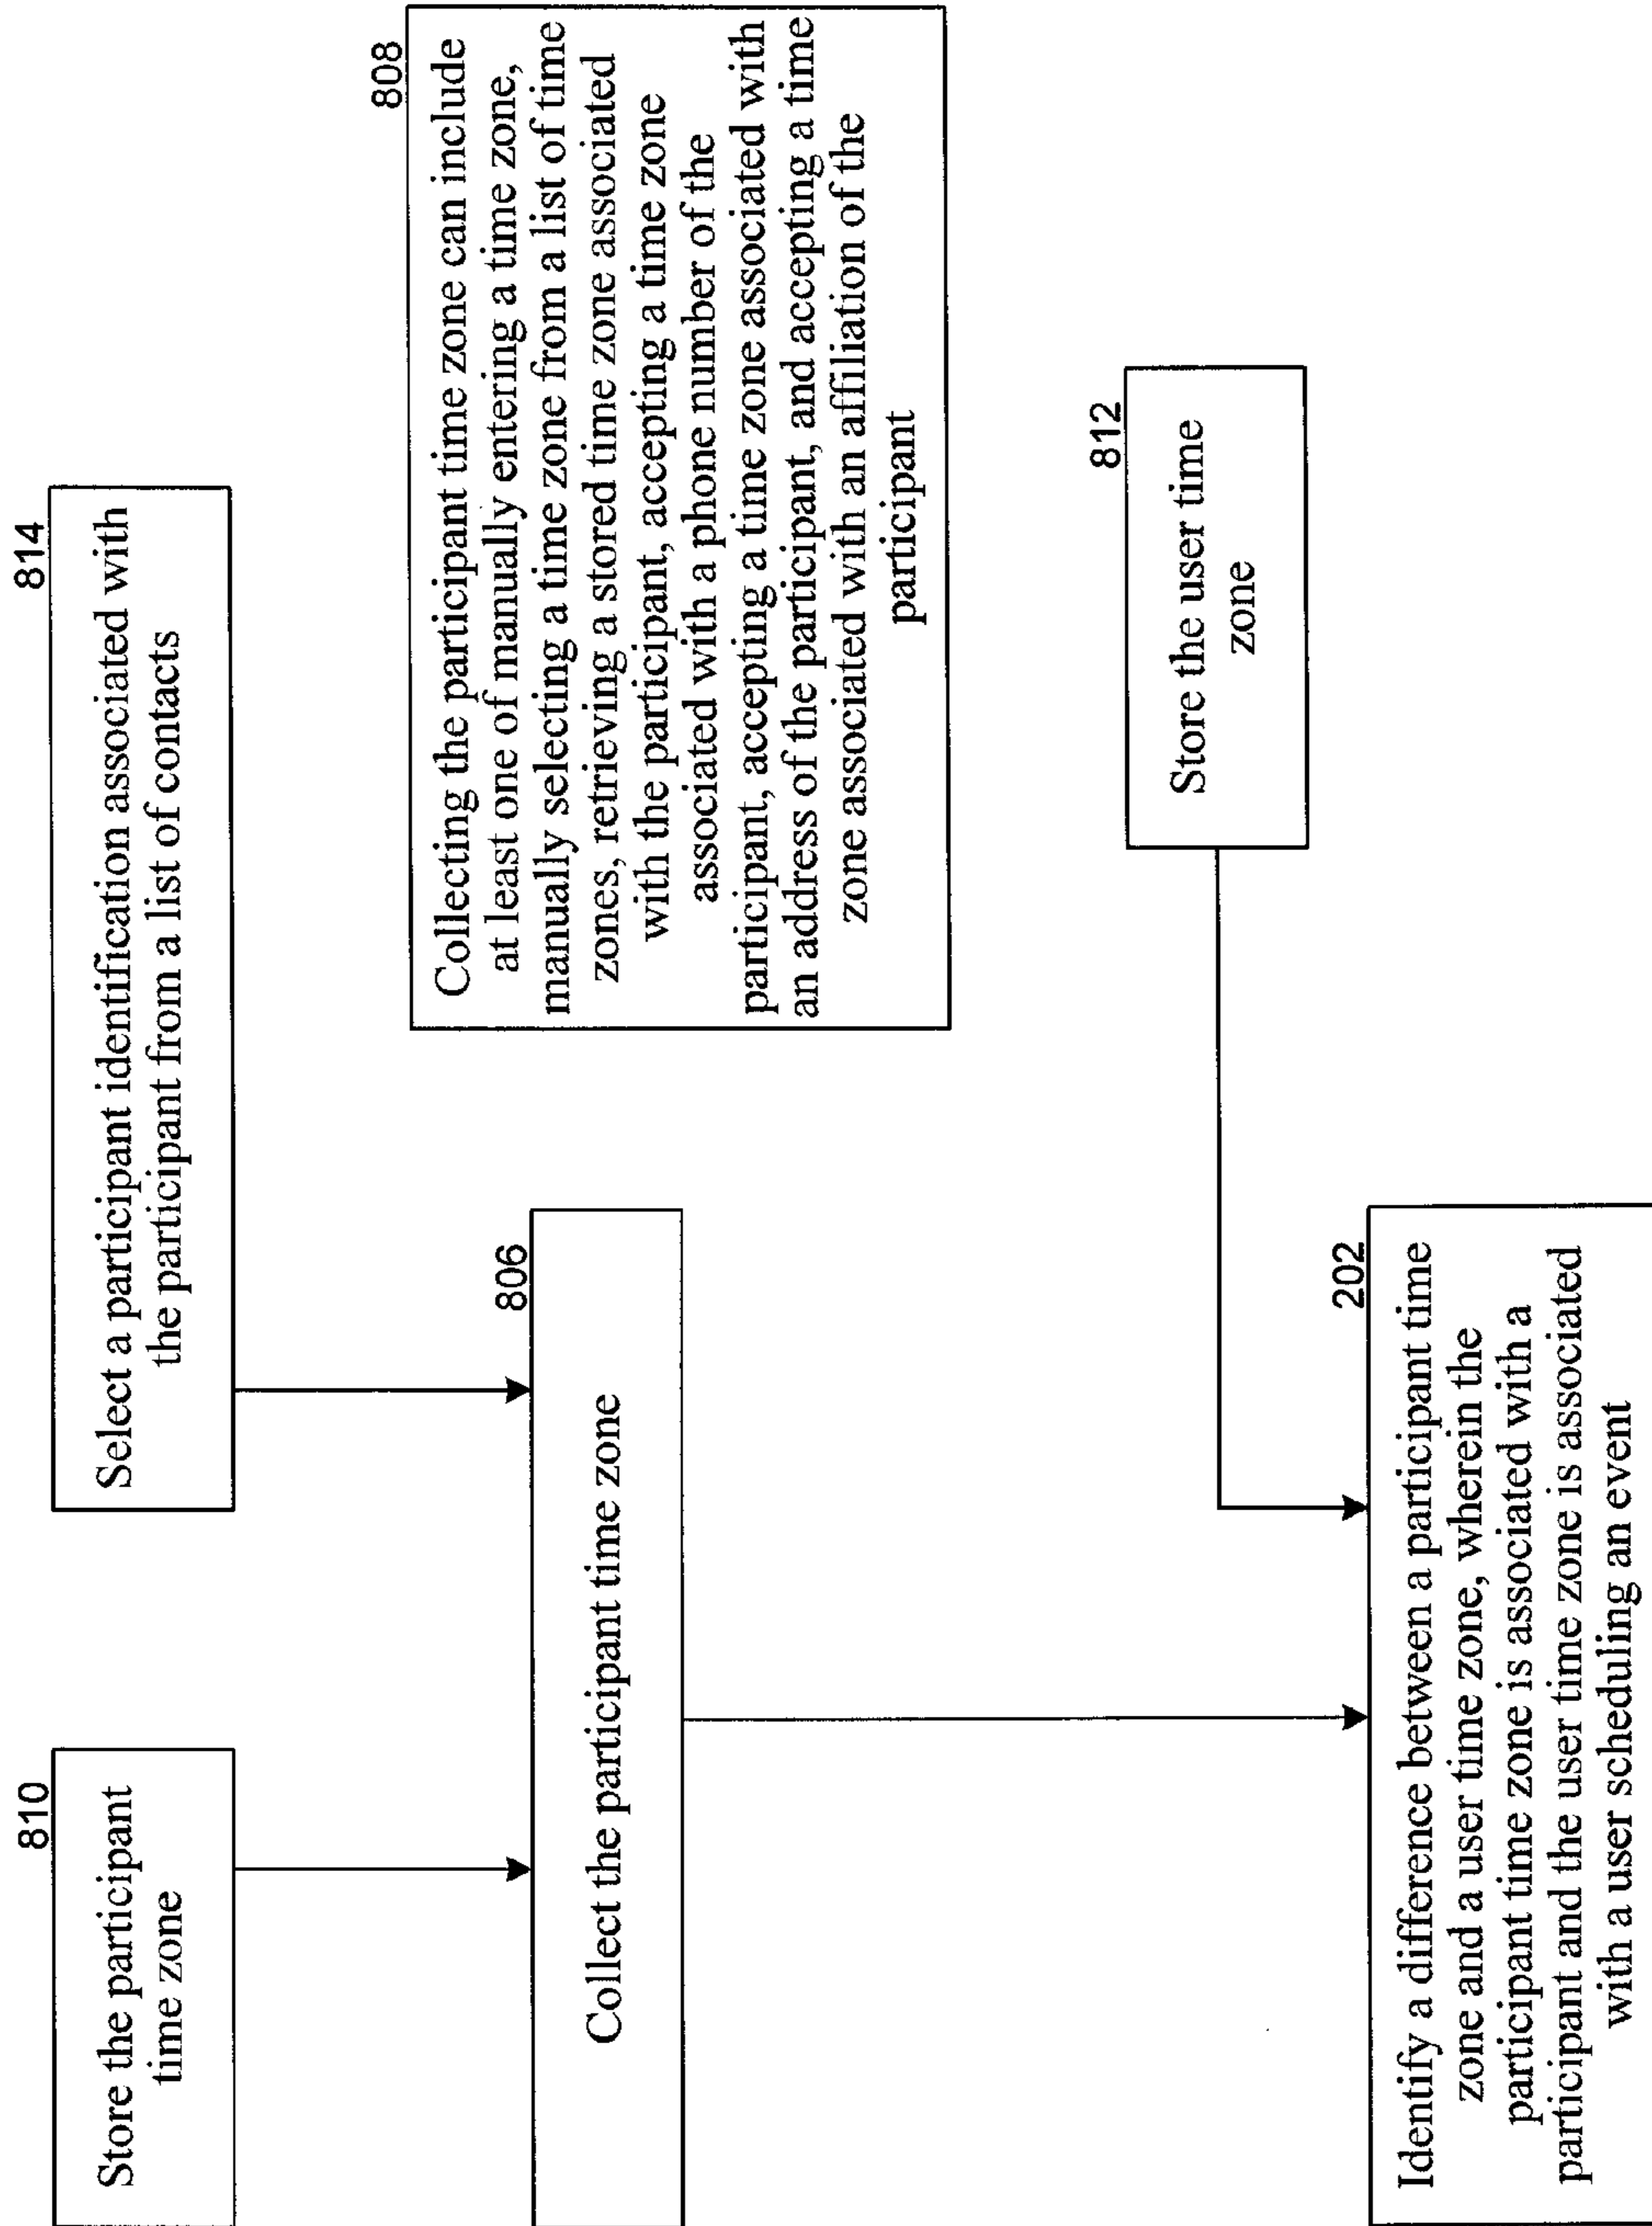 810
Store the participant
time zone
814
Select a participant identification associated with
the participant from a list of contacts
806
Collect the participant time zone
808
Collecting the participant time zone can include
at least one of manually entering a time zone,
manually selecting a time zone from a list of time
zones, retrieving a stored time zone associated
with the participant, accepting a time zone
associated with a phone number of the
participant, accepting a time zone associated with
an address of the participant, and accepting a time
zone associated with an affiliation of the
participant
812
Store the user time
zone
202
Identify a difference between a participant time
zone and a user time zone, wherein the
participant time zone is associated with a
participant and the user time zone is associated
with a user scheduling an event